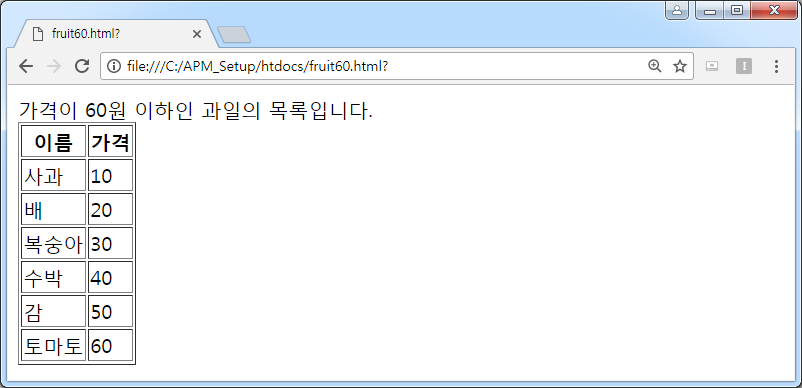 fruit60.html?
file:///C:/APM_Setup/htdocs/fruit60.html?
가격이 60원 이하인 과일의 목록입니다.
이름 가격
사과 10
배 20
복숭아 30
수박 40
감 50
토마토 60